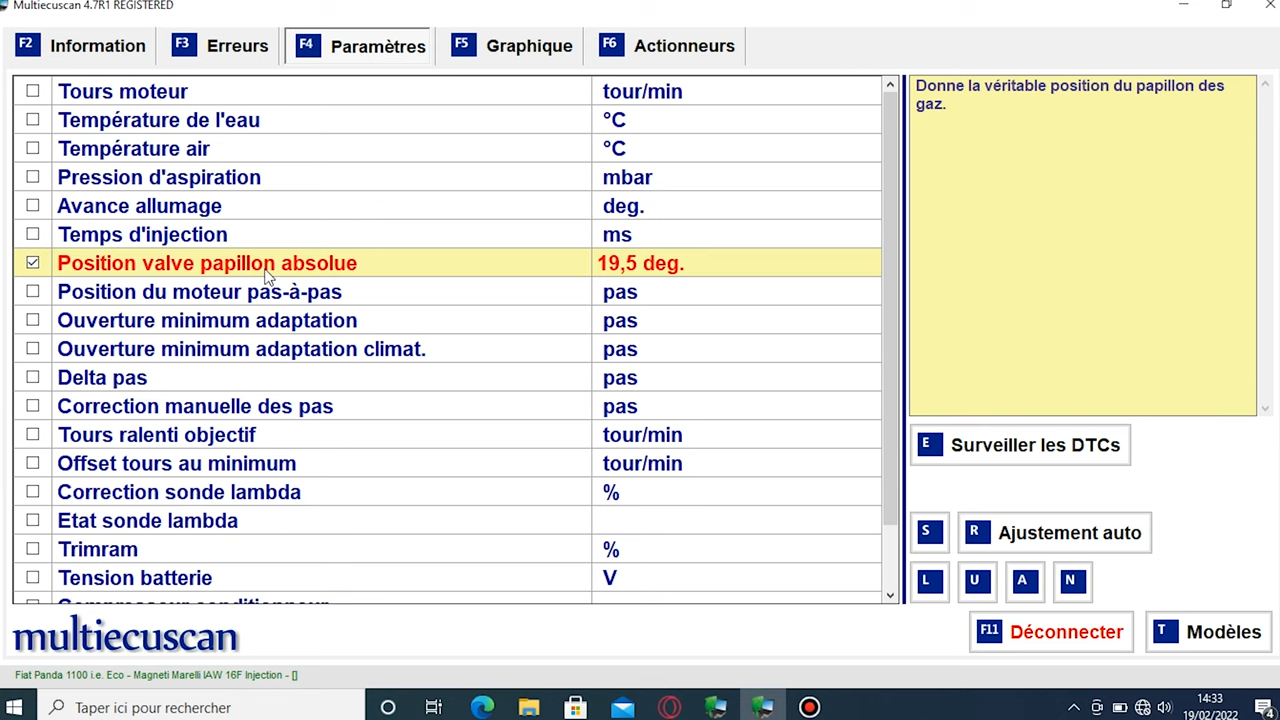 Multiecuscan 4.7R1 REGISTERED
F2 Information F3 Erreurs F4 Paramètres F5 Graphique F6 Actionneurs
Tours moteur tour/min
Température de l'eau °C
Température air °C
Pression d'aspiration mbar
Avance allumage deg.
Temps d'injection ms
Position valve papillon absolue 19,5 deg.
Position du moteur pas-à-pas pas
Ouverture minimum adaptation pas
Ouverture minimum adaptation climat. pas
Delta pas pas
Correction manuelle des pas pas
Tours ralenti objectif tour/min
Offset tours au minimum tour/min
Correction sonde lambda %
Etat sonde lambda
Trimram %
Tension batterie V
Compresseur conditionneur
Donne la véritable position du papillon des
gaz.
E Surveiller les DTCs
S R Ajustement auto
L U A N
F11 Déconnecter T Modèles
multiecuscan
Fiat Panda 1100 i.e. Eco - Magneti Marelli IAW 16F Injection - []
Taper ici pour rechercher
14:33
19/02/2022
4